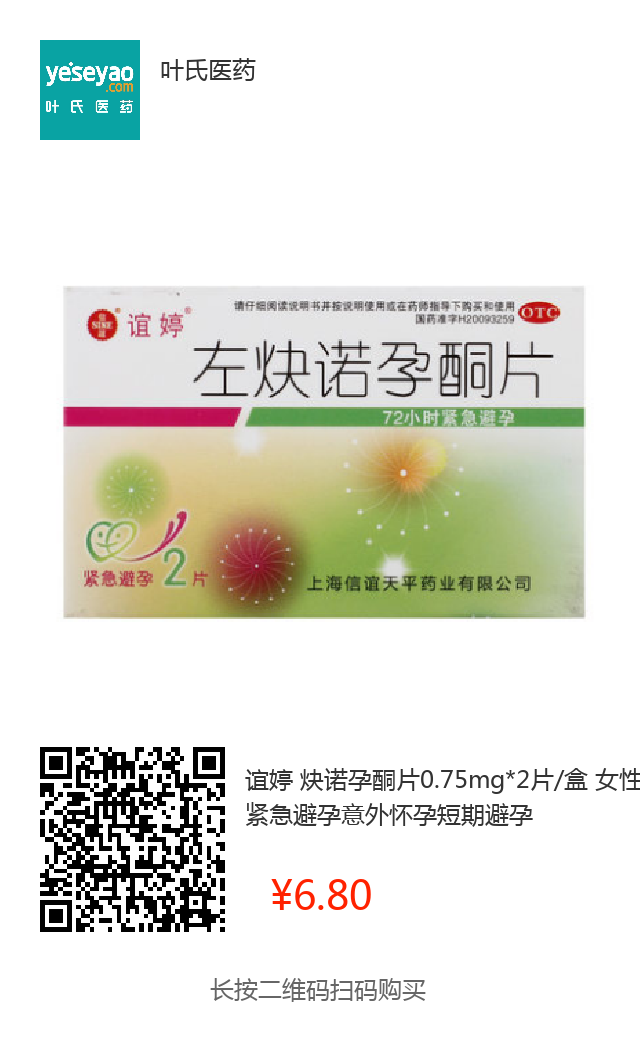 yeseyao
.com
叶氏医药
叶氏医药
请仔细阅读说明书并按说明使用或在药师指导下购买和使用
国药准字H20093259
OTC
SINE
谊婷
左炔诺孕酮片
72小时紧急避孕
紧急避孕2片
上海信谊天平药业有限公司
谊婷 炔诺孕酮片0.75mg*2片/盒 女性
紧急避孕意外怀孕短期避孕
¥6.80
长按二维码扫码购买